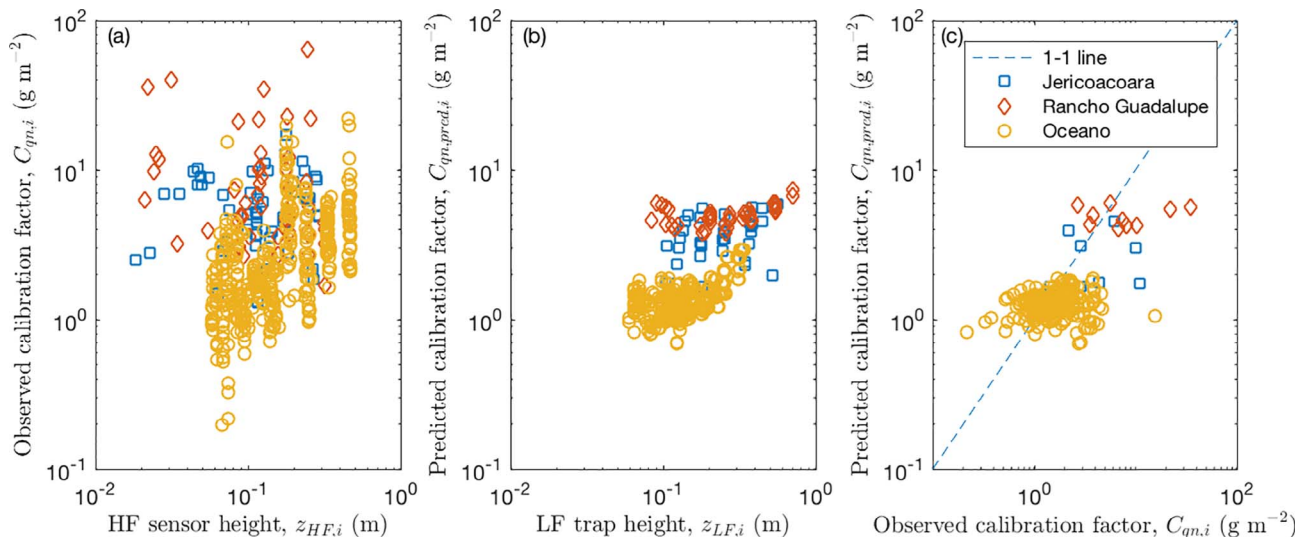 (a)
Observed calibration factor, C_{qn,i} (g m^{-2})
10^2
10^1
10^0
10^{-1}
10^{-2}
10^{-1}
10^0
HF sensor height, z_{HF,i} (m)
(b)
Predicted calibration factor, C_{qn,pred,i} (g m^{-2})
10^2
10^1
10^0
10^{-1}
10^{-2}
10^{-1}
10^0
LF trap height, z_{LF,i} (m)
(c)
1-1 line
Jericoacoara
Rancho Guadalupe
Oceano
Predicted calibration factor, C_{qn,pred,i} (g m^{-2})
10^2
10^1
10^0
10^{-1}
10^0
10^2
Observed calibration factor, C_{qn,i} (g m^{-2})